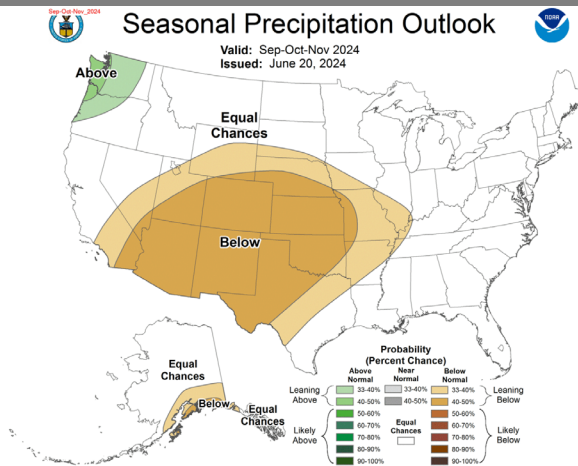 Sep-Oct-Nov_2024
Seasonal Precipitation Outlook
NOAA
Valid: Sep-Oct-Nov 2024
Issued: June 20, 2024
Above
Equal
Chances
Below
Equal
Chances
Below
Equal
Chances
Probability
(Percent Chance)
Above Normal
Near Normal
Below Normal
Leaning Above
33-40%
33-40%
33-40%
Leaning Below
40-50%
40-50%
40-50%
50-60%
Equal Chances
50-60%
Likely Above
60-70%
60-70%
Likely Below
70-80%
70-80%
80-90%
80-90%
90-100%
90-100%